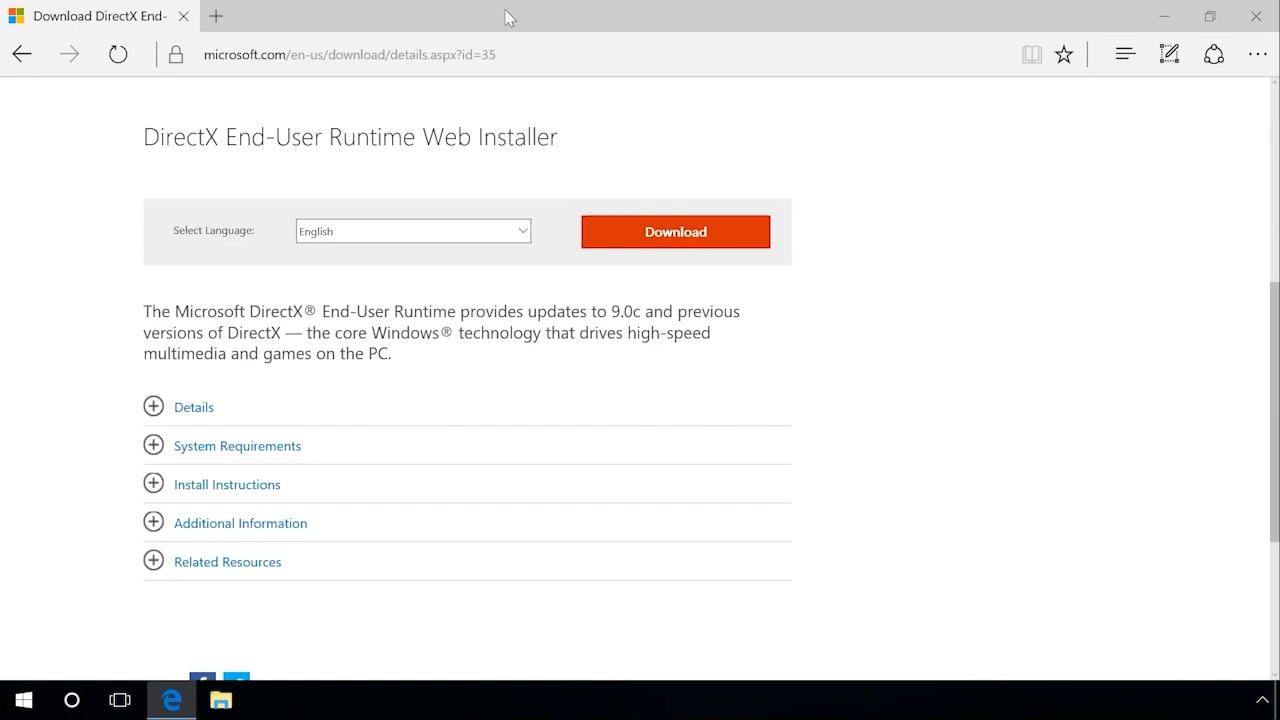 Download DirectX End-
microsoft.com/en-us/download/details.aspx?id=35
DirectX End-User Runtime Web Installer
Select Language:
English
Download
The Microsoft DirectX® End-User Runtime provides updates to 9.0c and previous
versions of DirectX — the core Windows® technology that drives high-speed
multimedia and games on the PC.
Details
System Requirements
Install Instructions
Additional Information
Related Resources